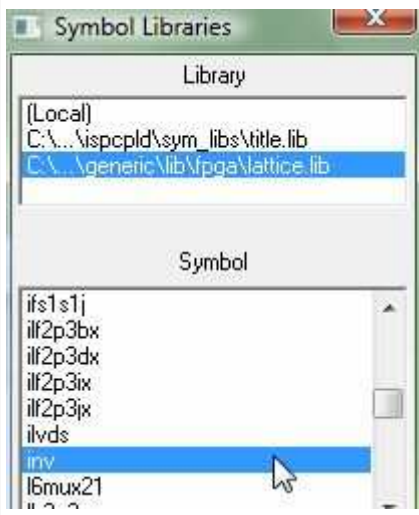 Symbol Libraries
Library
(Local)
C:\...\ispcpld\sym_libs\title.lib
C:\...\generic\lib\fpga\lattice.lib
Symbol
ifs1s1j
ilf2p3bx
ilf2p3dx
ilf2p3ix
ilf2p3jx
ilvds
inv
l6mux21